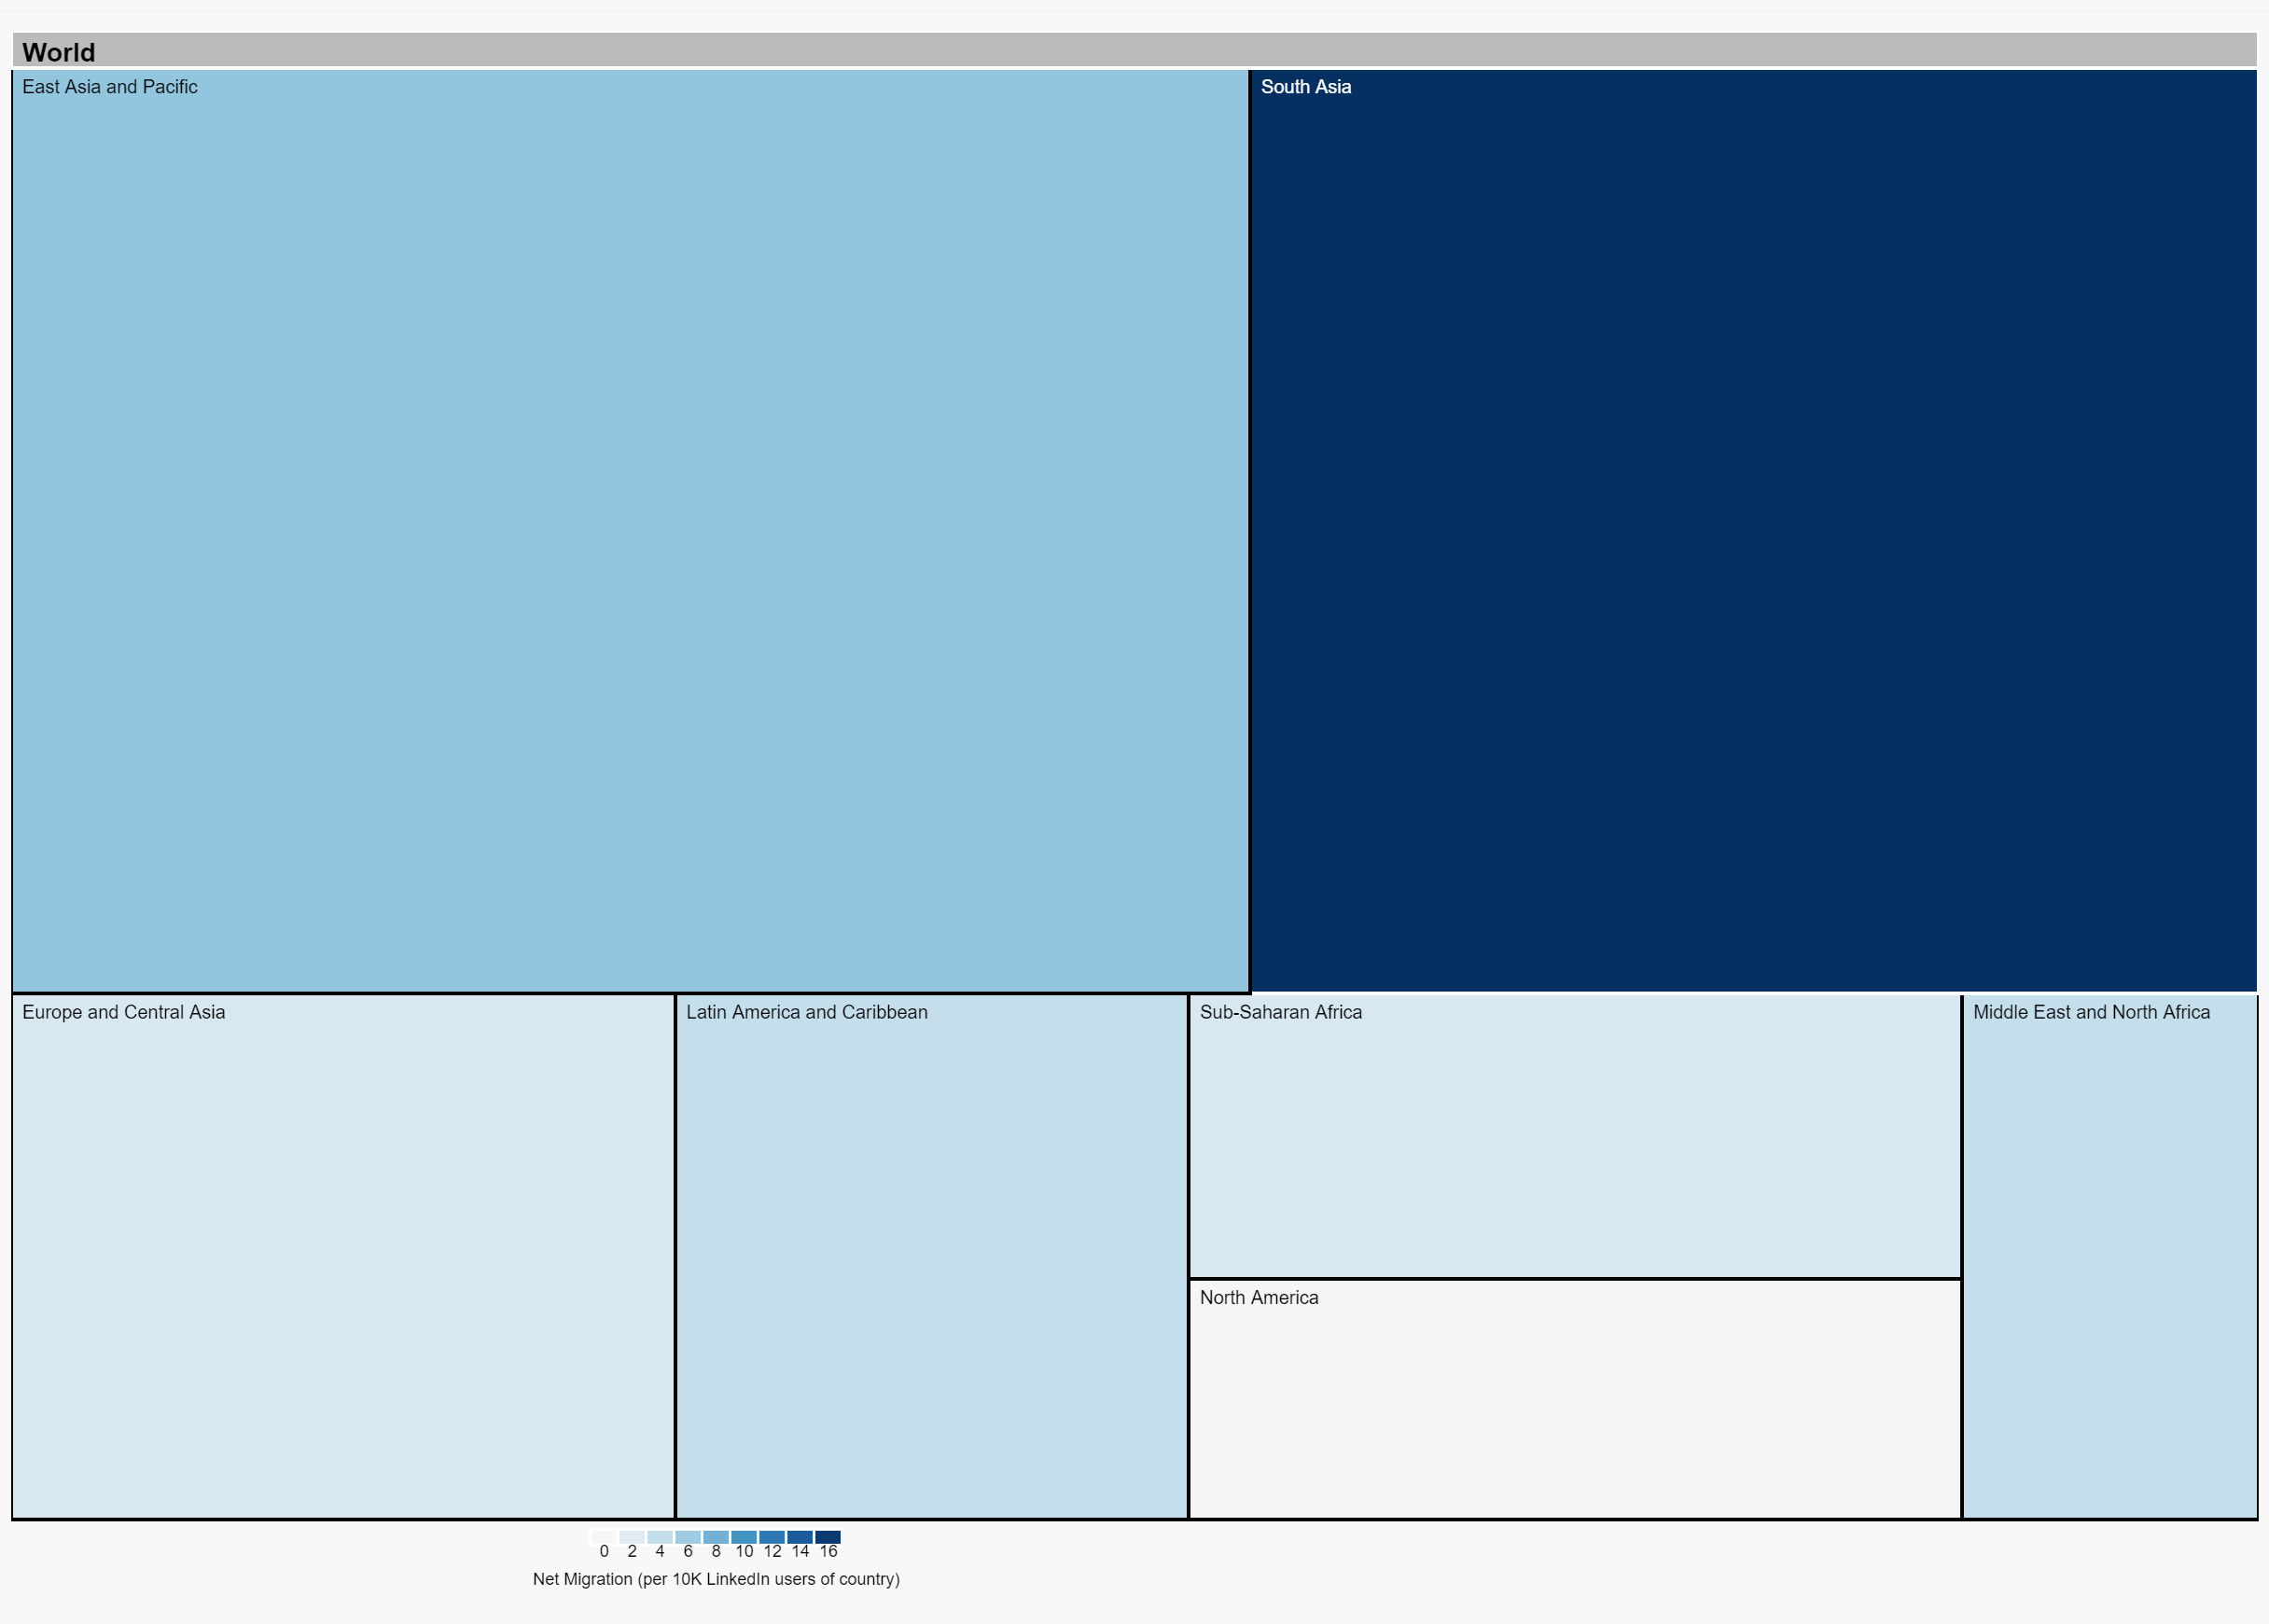 World
East Asia and Pacific
South Asia
Europe and Central Asia
Latin America and Caribbean
Sub-Saharan Africa
Middle East and North Africa
North America
0 2 4 6 8 10 12 14 16
Net Migration (per 10K LinkedIn users of country)